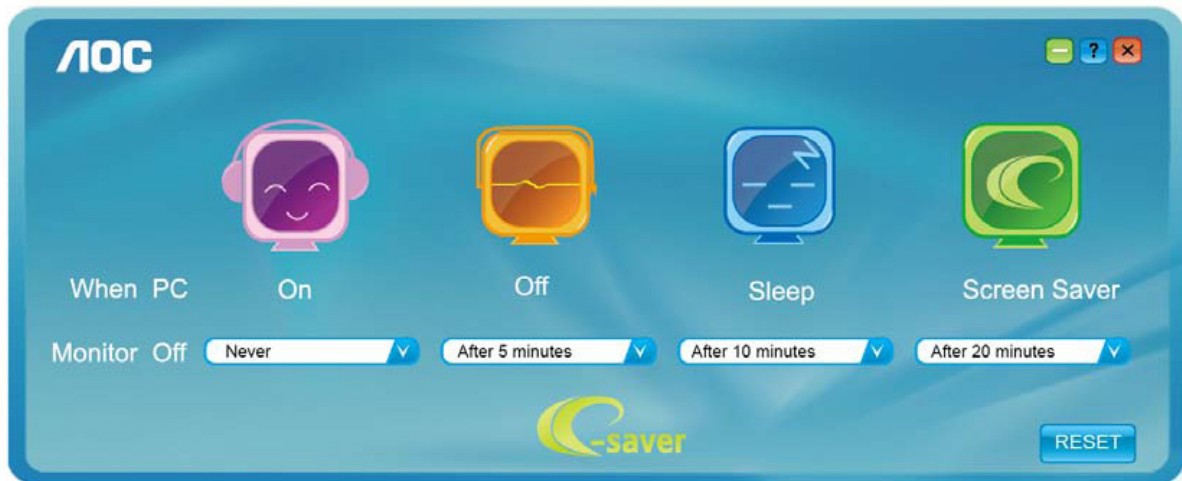 AOC
?
When PC On Off Sleep Screen Saver
Monitor Off Never After 5 minutes After 10 minutes After 20 minutes
e-saver
RESET